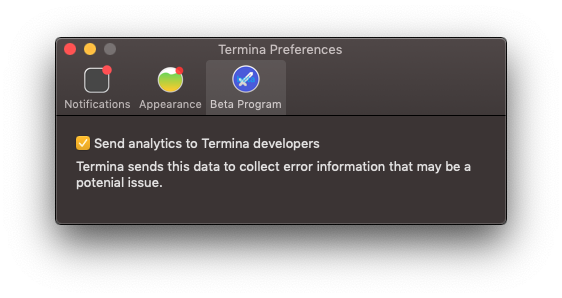 Termina Preferences
Notifications Appearance Beta Program
Send analytics to Termina developers
Termina sends this data to collect error information that may be a
potenial issue.